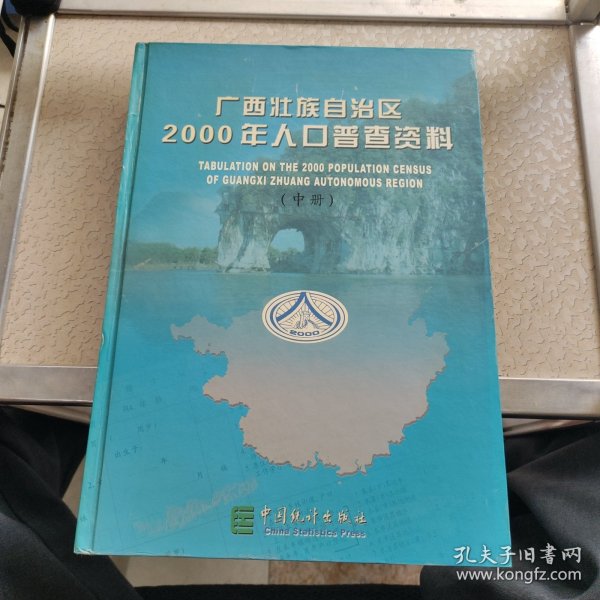 广西壮族自治区
2000年人口普查资料
TABULATION ON THE 2000 POPULATION CENSUS
OF GUANGXI ZHUANG AUTONOMOUS REGION
(中册)
2000
年 月
中国统计出版社
China Statistics Press
孔夫子旧书网
www.kongfz.com